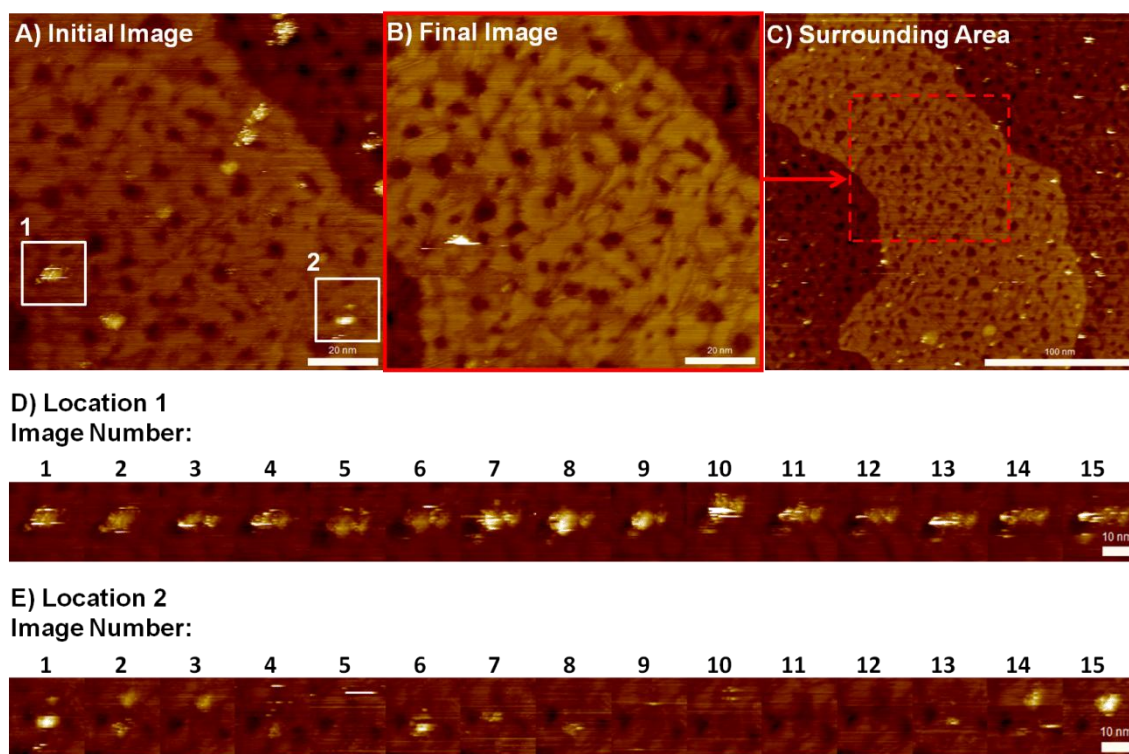 A) Initial Image
B) Final Image
C) Surrounding Area
1
2
20 nm
20 nm
100 nm
D) Location 1
Image Number:
1 2 3 4 5 6 7 8 9 10 11 12 13 14 15
10 nm
E) Location 2
Image Number:
1 2 3 4 5 6 7 8 9 10 11 12 13 14 15
10 nm